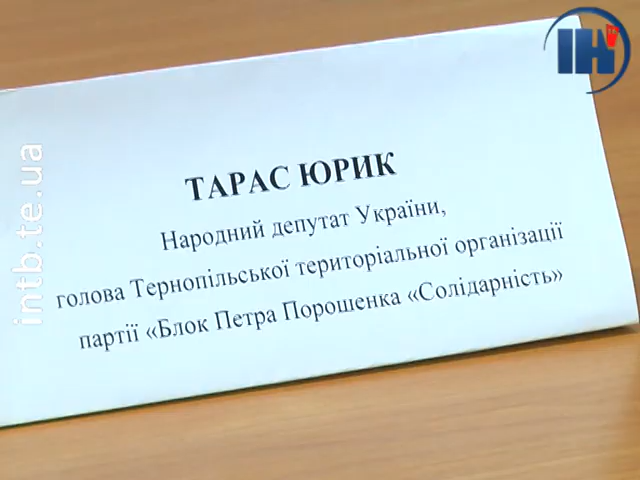 ІН
ТАРАС ЮРИК
Народний депутат України,
голова Тернопільської територіальної організації
партії «Блок Петра Порошенка «Солідарність»
intb.te.ua